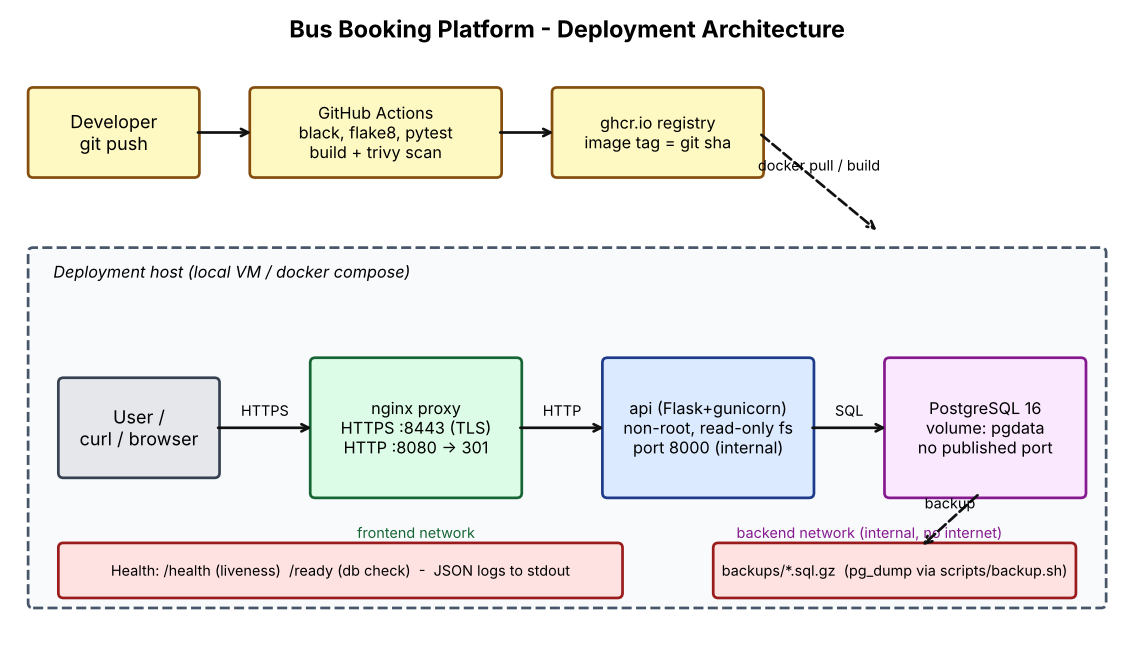 Bus Booking Platform - Deployment Architecture
Developer
git push
GitHub Actions
black, flake8, pytest
build + trivy scan
ghcr.io registry
image tag = git sha
docker pull / build
Deployment host (local VM / docker compose)
User /
curl / browser
HTTPS
nginx proxy
HTTPS :8443 (TLS)
HTTP :8080 → 301
HTTP
api (Flask+gunicorn)
non-root, read-only fs
port 8000 (internal)
SQL
PostgreSQL 16
volume: pgdata
no published port
backup
frontend network
backend network (internal, no internet)
Health: /health (liveness)  /ready (db check)  -  JSON logs to stdout
backups/*.sql.gz  (pg_dump via scripts/backup.sh)